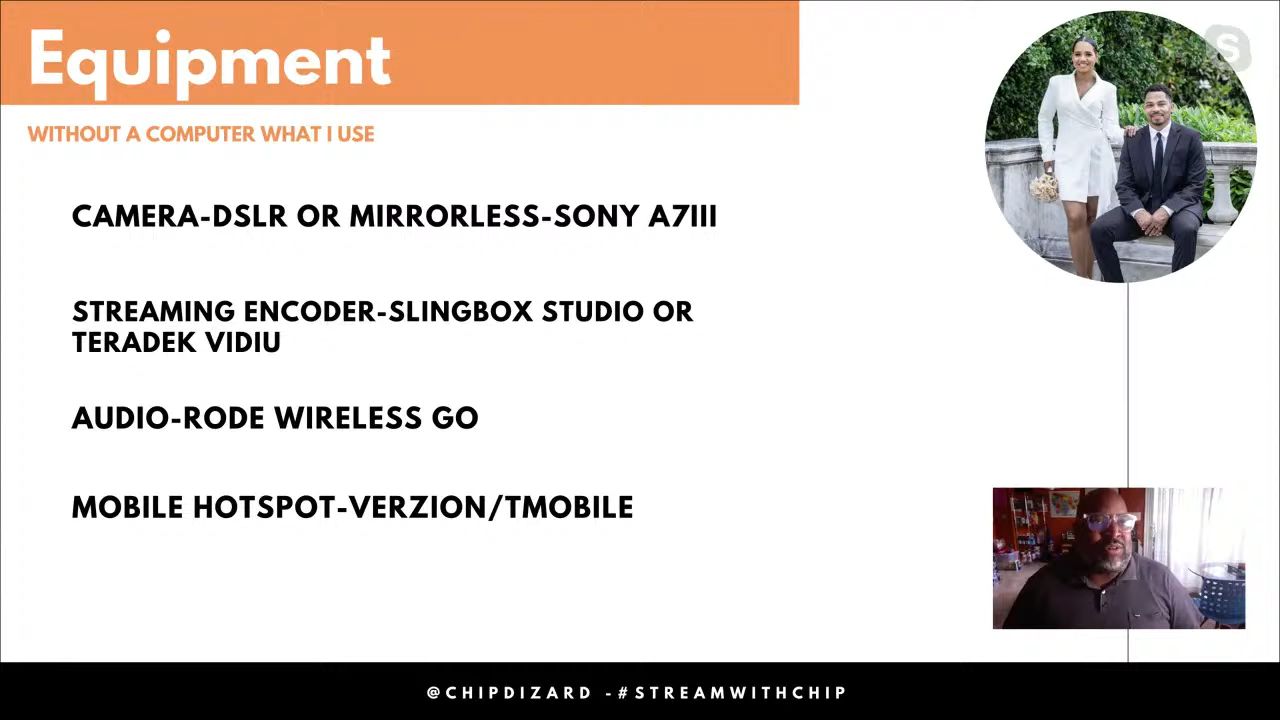 Equipment
WITHOUT A COMPUTER WHAT I USE
CAMERA-DSLR OR MIRRORLESS-SONY A7III
STREAMING ENCODER-SLINGBOX STUDIO OR
TERADEK VIDIU
AUDIO-RODE WIRELESS GO
MOBILE HOTSPOT-VERZION/TMOBILE
S
@CHIPDIZARD -#STREAMWITHCHIP